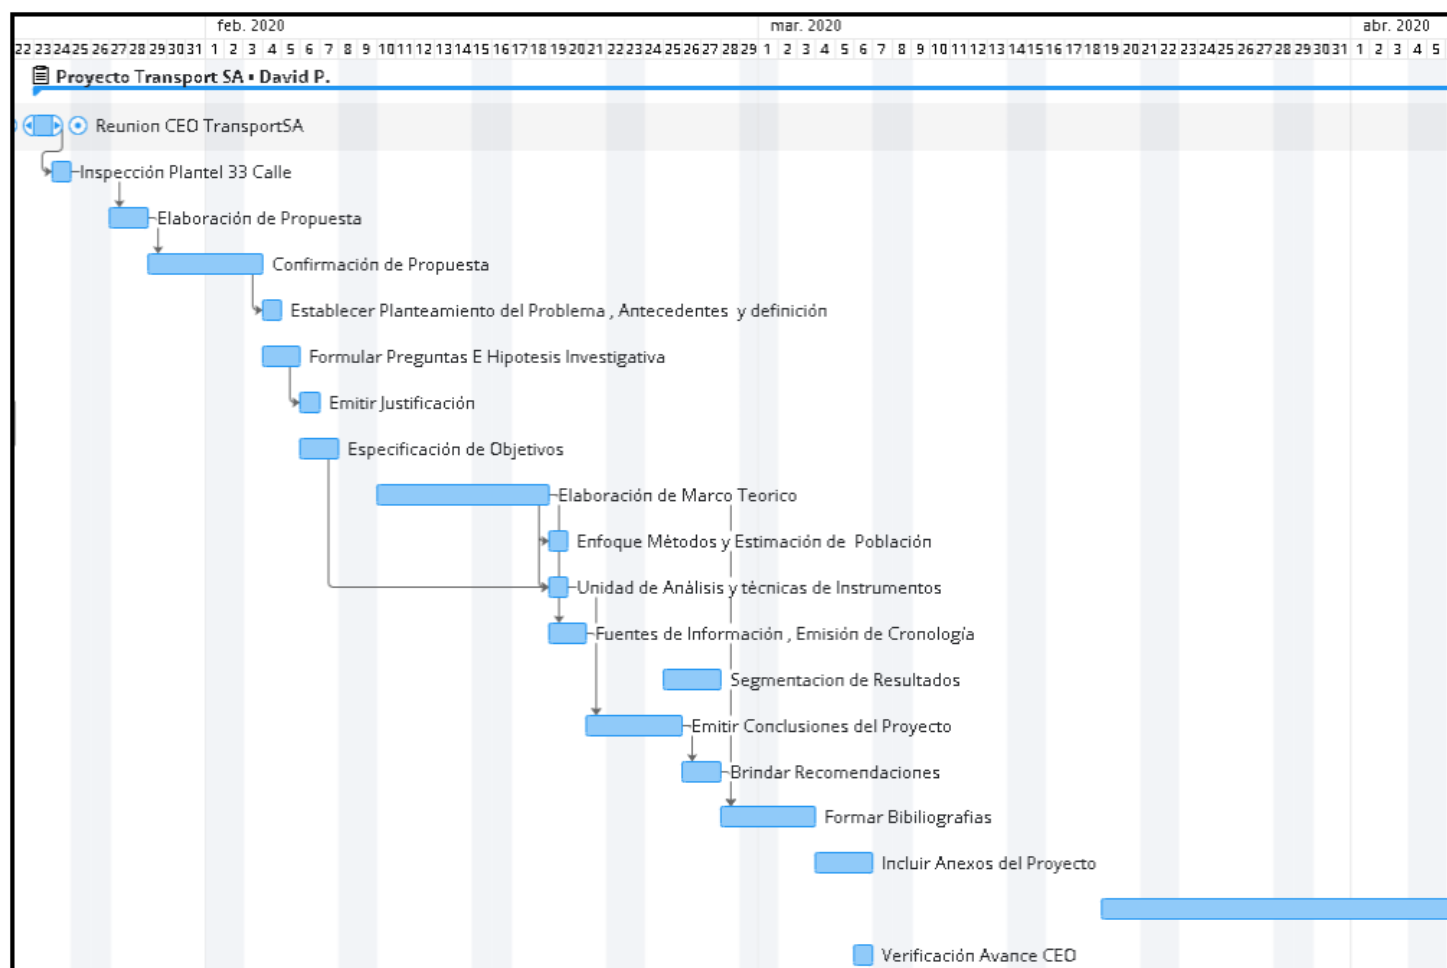 feb. 2020 mar. 2020 abr. 2020
22 23 24 25 26 27 28 29 30 31 1 2 3 4 5 6 7 8 9 10 11 12 13 14 15 16 17 18 19 20 21 22 23 24 25 26 27 28 29 1 2 3 4 5 6 7 8 9 10 11 12 13 14 15 16 17 18 19 20 21 22 23 24 25 26 27 28 29 30 31 1 2 3 4 5
Proyecto Transport SA • David P.
Reunion CEO TransportSA
Inspección Plantel 33 Calle
Elaboración de Propuesta
Confirmación de Propuesta
Establecer Planteamiento del Problema , Antecedentes y definición
Formular Preguntas E Hipotesis Investigativa
Emitir Justificación
Especificación de Objetivos
Elaboración de Marco Teorico
Enfoque Métodos y Estimación de Población
Unidad de Análisis y técnicas de Instrumentos
Fuentes de Información , Emisión de Cronología
Segmentacion de Resultados
Emitir Conclusiones del Proyecto
Brindar Recomendaciones
Formar Bibiliografias
Incluir Anexos del Proyecto
Verificación Avance CEO